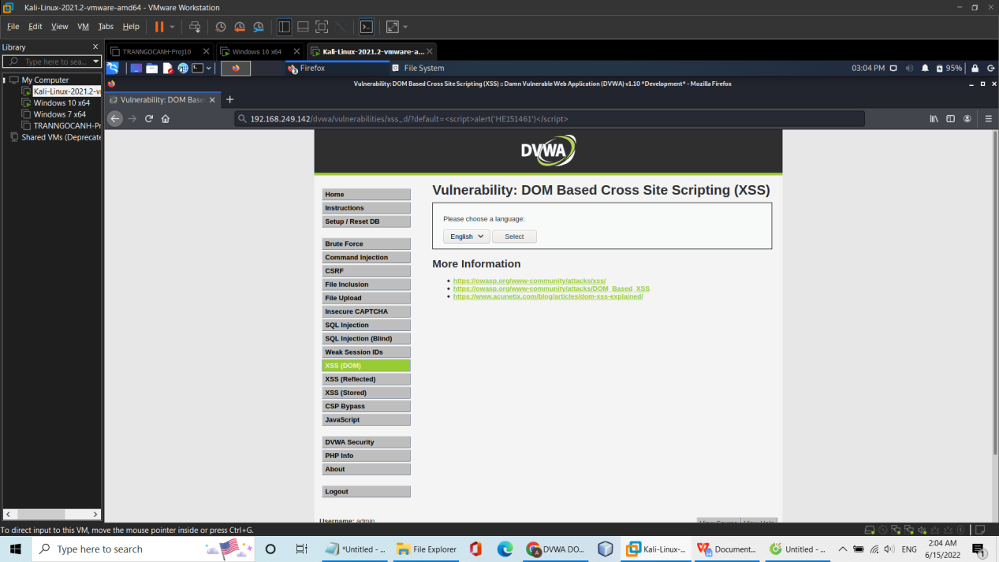 Kali-Linux-2021.2-vmware-amd64 - VMware Workstation
File Edit View VM Tabs Help
Library
Type here to sea...
My Computer
Kali-Linux-2021.2-v
Windows 10 x64
Windows 7 x64
TRANNGOCANH-Pr
Shared VMs (Deprecate
TRANNGOCANH-Proj10
Windows 10 x64
Kali-Linux-2021.2-vmware-a...
3 Firefox
File System
03:04 PM
95%
Vulnerability: DOM Based Cross Site Scripting (XSS) :: Damn Vulnerable Web Application (DVWA) v1.10 *Development* - Mozilla Firefox
Vulnerability: DOM Base
192.168.249.142/dvwa/vulnerabilities/xss_d/?default=<script>alert('HE151461')</script>
DVWA
Home
Instructions
Setup / Reset DB
Brute Force
Command Injection
CSRF
File Inclusion
File Upload
Insecure CAPTCHA
SQL Injection
SQL Injection (Blind)
Weak Session IDs
XSS (DOM)
XSS (Reflected)
XSS (Stored)
CSP Bypass
JavaScript
DVWA Security
PHP Info
About
Logout
Username: admin
Vulnerability: DOM Based Cross Site Scripting (XSS)
Please choose a language:
English Select
More Information
https://owasp.org/www-community/attacks/xss/
https://owasp.org/www-community/attacks/DOM_Based_XSS
https://www.acunetix.com/blog/articles/dom-xss-explained/
View Source View Help
To direct input to this VM, move the mouse pointer inside or press Ctrl+G.
Type here to search
*Untitled - ...
File Explorer
A DVWA DO...
Kali-Linux-...
Document...
Untitled - ...
ENG
2:04 AM
6/15/2022
1